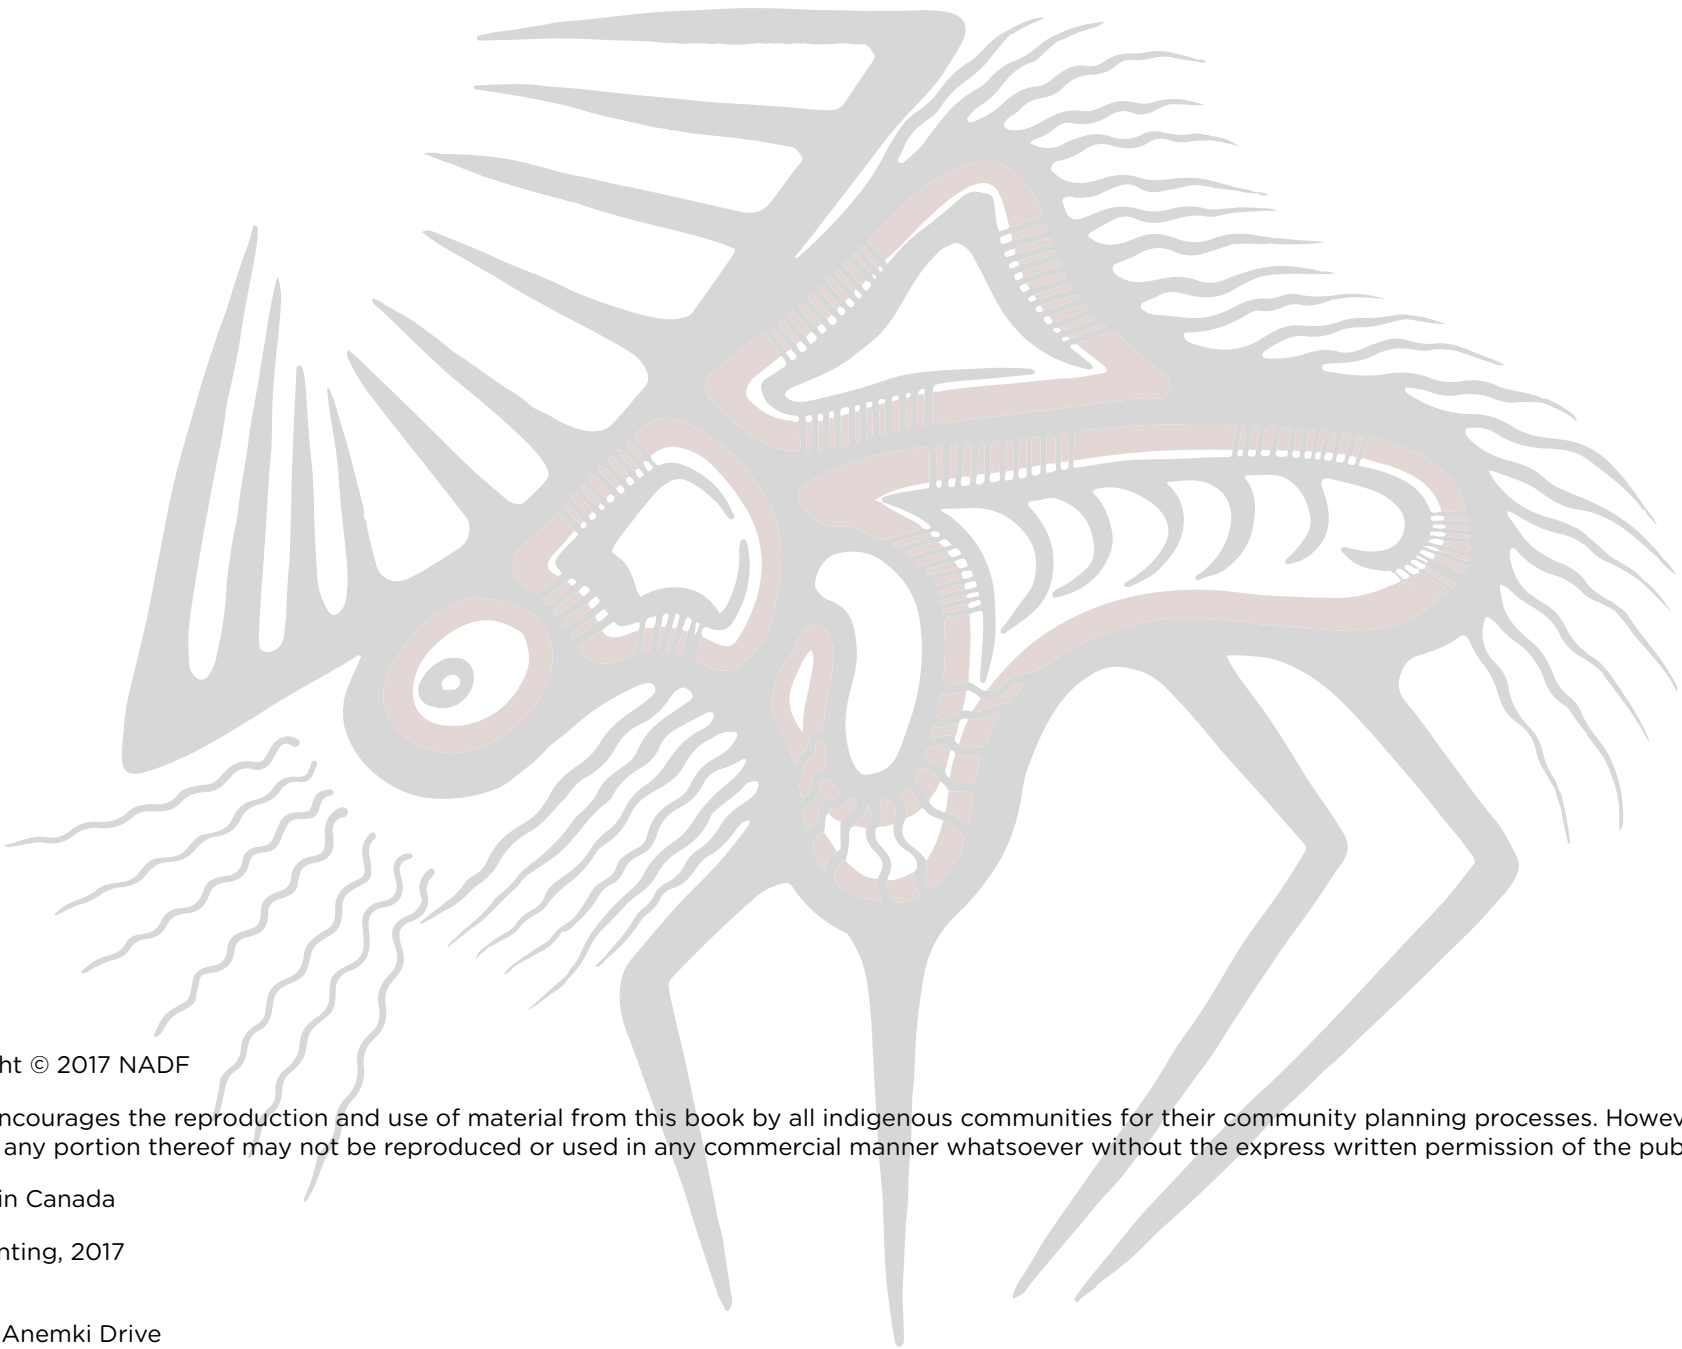 ht © 2017 NADF
ncourages the reproduction and use of material from this book by all indigenous communities for their community planning processes. Howev
any portion thereof may not be reproduced or used in any commercial manner whatsoever without the express written permission of the pub
in Canada
nting, 2017
Anemki Drive